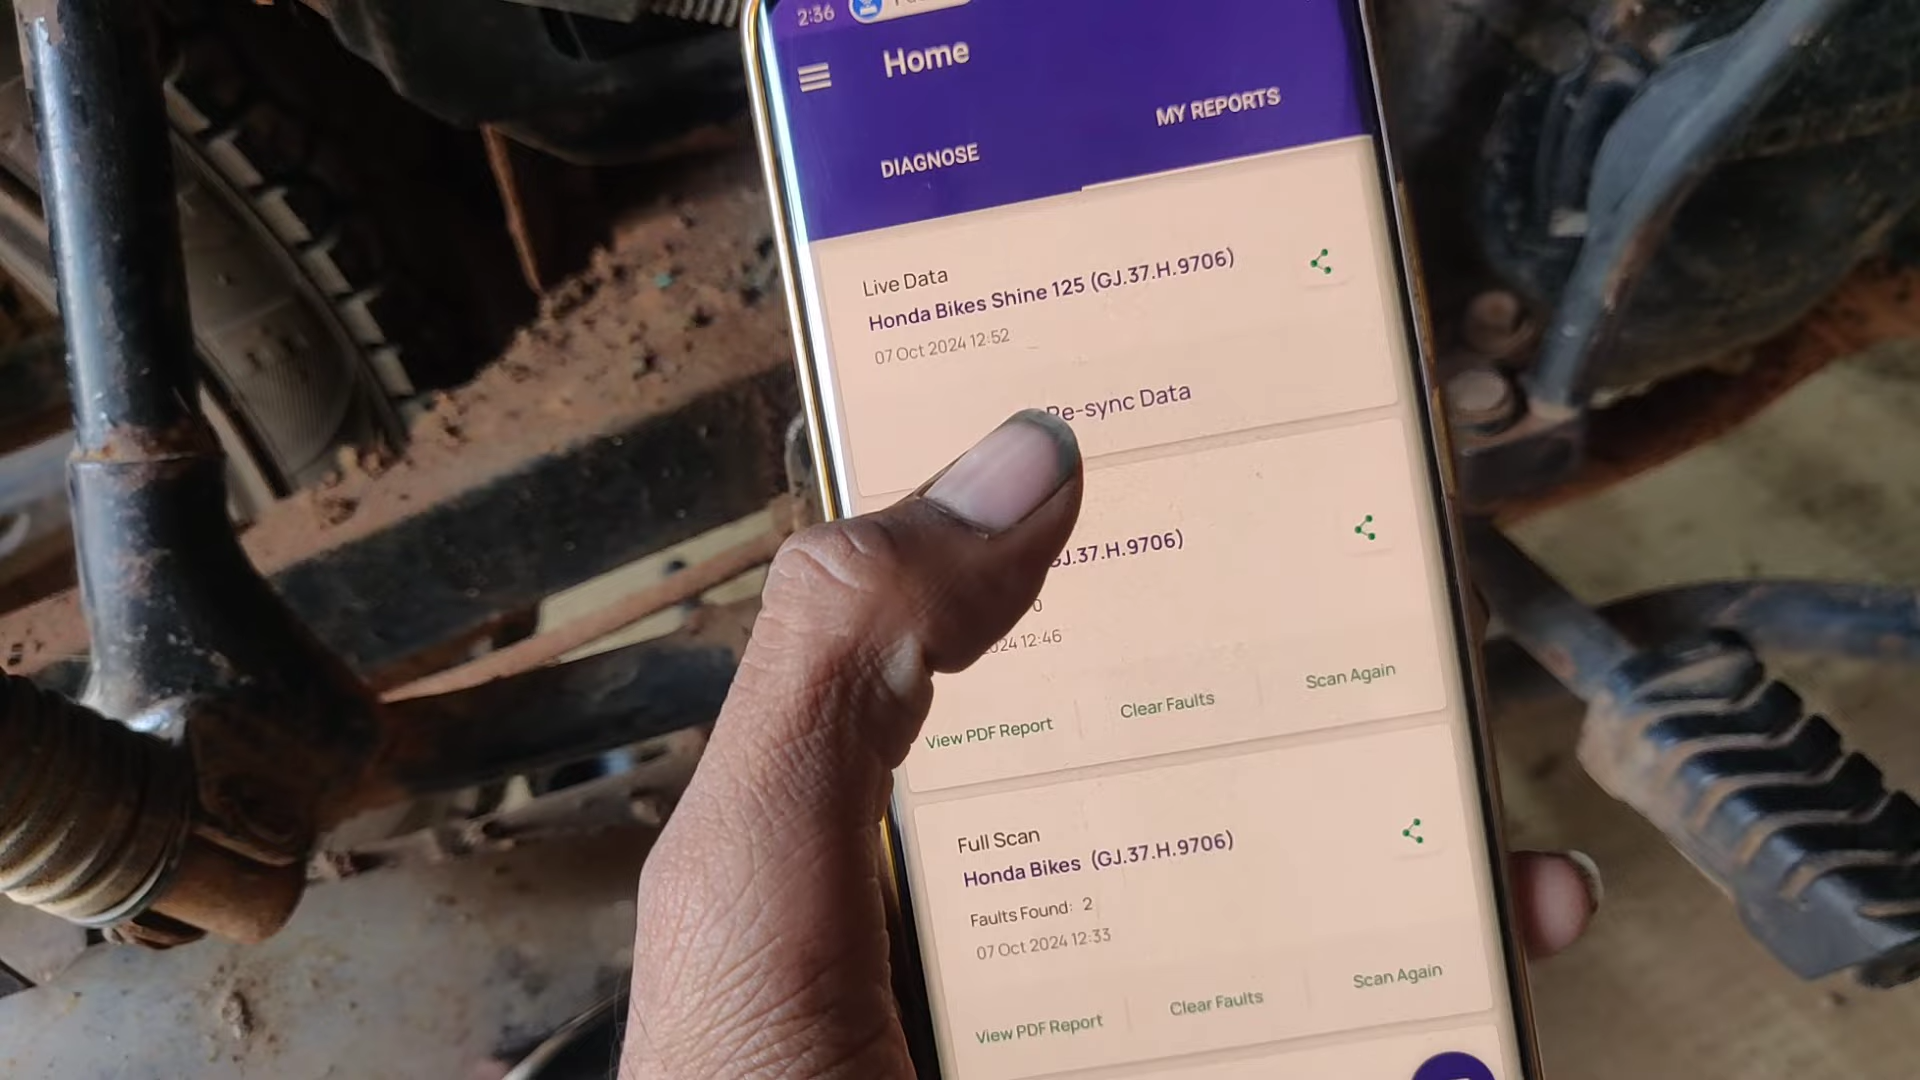 2:36
Home
DIAGNOSE
MY REPORTS
Live Data
Honda Bikes Shine 125 (GJ.37.H.9706)
07 Oct 2024 12:52
Re-sync Data
GJ.37.H.9706)
0
024 12:46
View PDF Report
Clear Faults
Scan Again
Full Scan
Honda Bikes (GJ.37.H.9706)
Faults Found: 2
07 Oct 2024 12:33
View PDF Report
Clear Faults
Scan Again